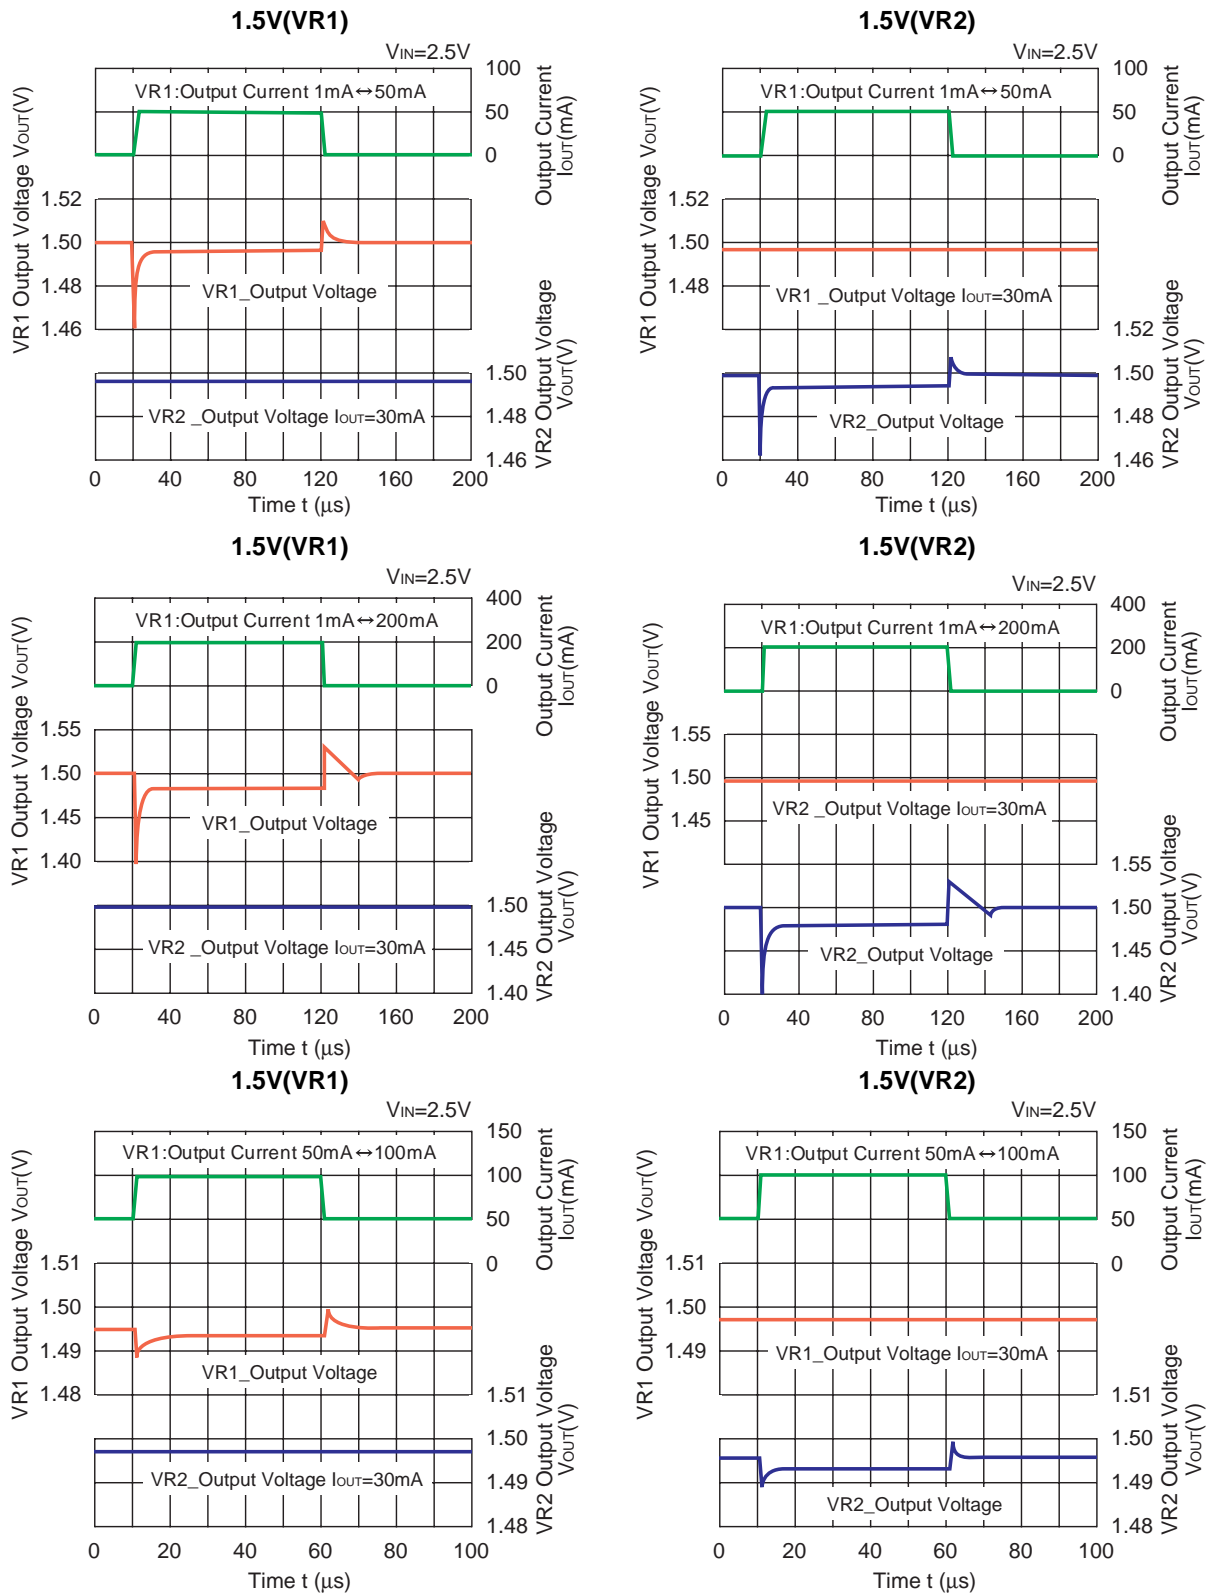 1.5V(VR1)
VIN=2.5V
VR1:Output Current 1mA↔50mA
100
50
0
Output Current
IOUT(mA)
VR1 Output Voltage VOUT(V)
1.52
1.50
1.48
1.46
VR1_Output Voltage
VR2 _Output Voltage IOUT=30mA
1.50
1.48
1.46
VR2 Output Voltage
VOUT(V)
0 40 80 120 160 200
Time t (μs)
1.5V(VR2)
VIN=2.5V
VR1:Output Current 1mA↔50mA
100
50
0
Output Current
IOUT(mA)
VR1 Output Voltage VOUT(V)
1.52
1.50
1.48
VR1 _Output Voltage IOUT=30mA
VR2_Output Voltage
1.52
1.50
1.48
1.46
VR2 Output Voltage
VOUT(V)
0 40 80 120 160 200
Time t (μs)
1.5V(VR1)
VIN=2.5V
VR1:Output Current 1mA↔200mA
400
200
0
Output Current
IOUT(mA)
VR1 Output Voltage VOUT(V)
1.55
1.50
1.45
1.40
VR1_Output Voltage
VR2 _Output Voltage IOUT=30mA
1.50
1.45
1.40
VR2 Output Voltage
VOUT(V)
0 40 80 120 160 200
Time t (μs)
1.5V(VR2)
VIN=2.5V
VR1:Output Current 1mA↔200mA
400
200
0
Output Current
IOUT(mA)
VR1 Output Voltage VOUT(V)
1.55
1.50
1.45
VR2 _Output Voltage IOUT=30mA
VR2_Output Voltage
1.55
1.50
1.45
1.40
VR2 Output Voltage
VOUT(V)
0 40 80 120 160 200
Time t (μs)
1.5V(VR1)
VIN=2.5V
VR1:Output Current 50mA↔100mA
150
100
50
0
Output Current
IOUT(mA)
VR1 Output Voltage VOUT(V)
1.51
1.50
1.49
1.48
VR1_Output Voltage
VR2_Output Voltage IOUT=30mA
1.51
1.50
1.49
1.48
VR2 Output Voltage
VOUT(V)
0 20 40 60 80 100
Time t (μs)
1.5V(VR2)
VIN=2.5V
VR1:Output Current 50mA↔100mA
150
100
50
0
Output Current
IOUT(mA)
VR1 Output Voltage VOUT(V)
1.51
1.50
1.49
VR1_Output Voltage IOUT=30mA
VR2_Output Voltage
1.51
1.50
1.49
1.48
VR2 Output Voltage
VOUT(V)
0 20 40 60 80 100
Time t (μs)